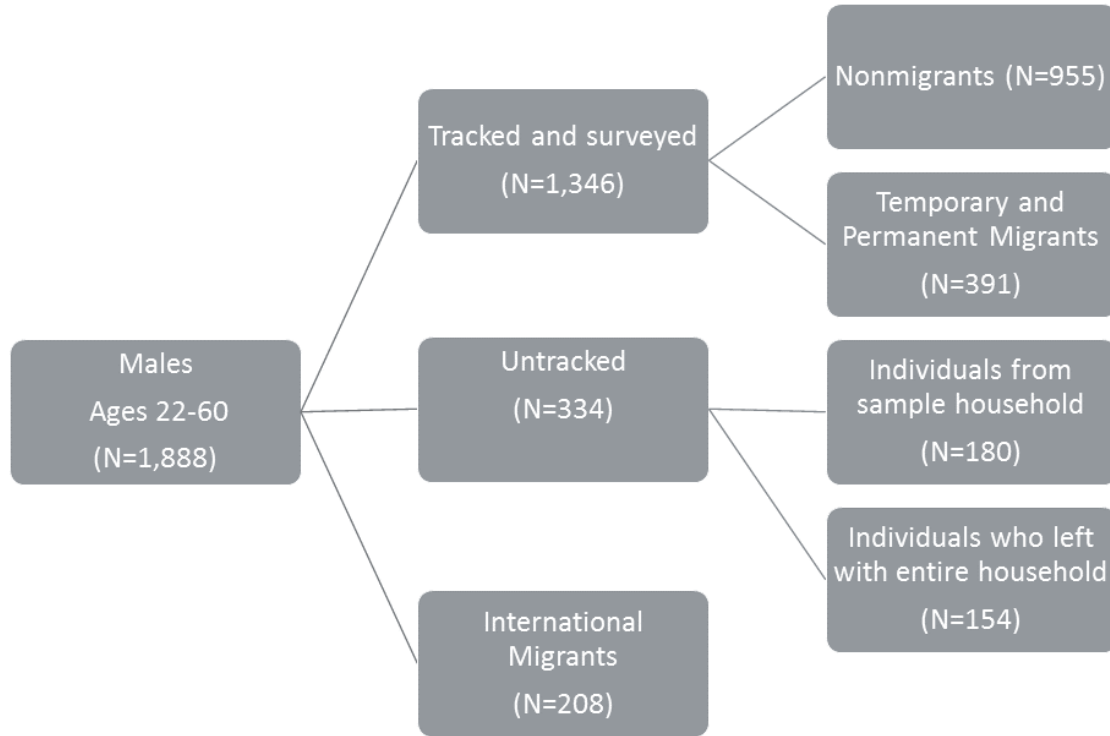 Males
Ages 22-60
(N=1,888)
Tracked and surveyed
(N=1,346)
Untracked
(N=334)
International
Migrants
(N=208)
Nonmigrants (N=955)
Temporary and
Permanent Migrants
(N=391)
Individuals from
sample household
(N=180)
Individuals who left
with entire household
(N=154)